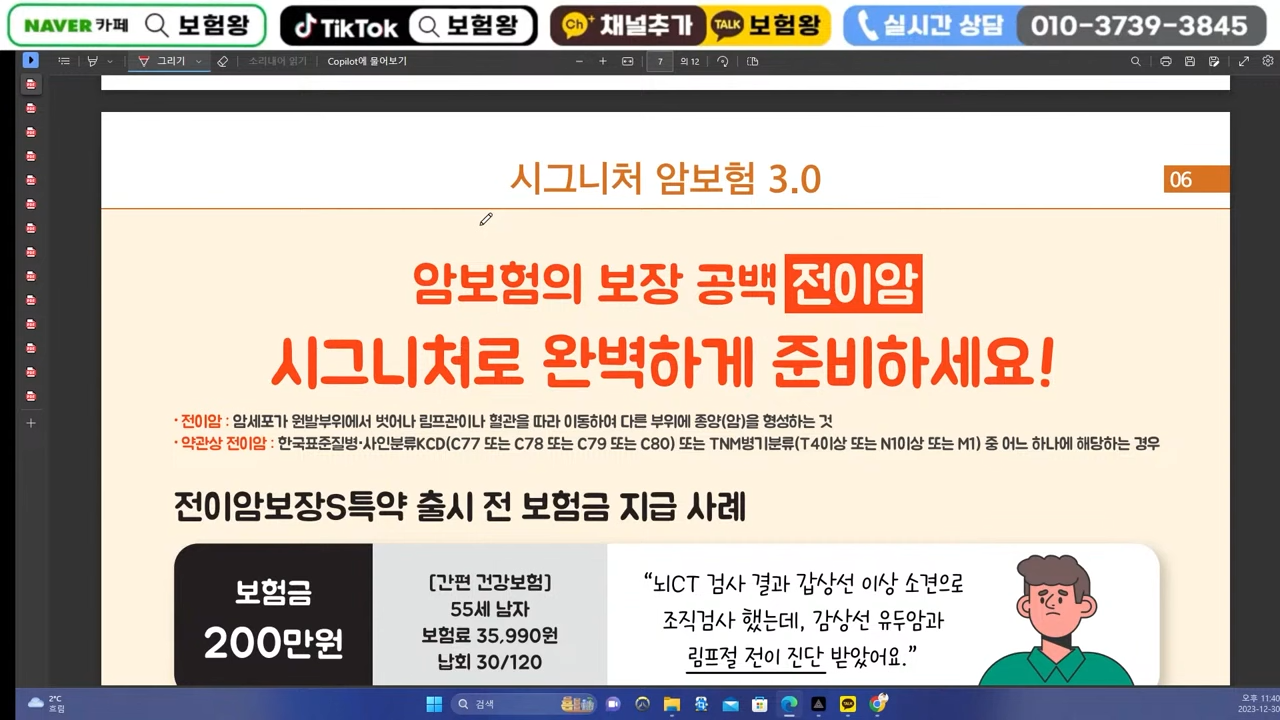 NAVER 카페 보험왕 TikTok 보험왕 Ch+ 채널추가 TALK 보험왕 실시간 상담 010-3739-3845
그리기 소리내어 읽기 Copilot에 물어보기 7 의 12
시그니처 암보험 3.0 06
암보험의 보장 공백 전이암
시그니처로 완벽하게 준비하세요!
· 전이암 : 암세포가 원발부위에서 벗어나 림프관이나 혈관을 따라 이동하여 다른 부위에 종양(암)을 형성하는 것
· 약관상 전이암 : 한국표준질병·사인분류KCD(C77 또는 C78 또는 C79 또는 C80) 또는 TNM병기분류(T4이상 또는 N1이상 또는 M1) 중 어느 하나에 해당하는 경우
전이암보장S특약 출시 전 보험금 지급 사례
보험금
200만원
[간편 건강보험]
55세 남자
보험료 35,990원
납회 30/120
“뇌CT 검사 결과 갑상선 이상 소견으로
조직검사 했는데, 감상선 유두암과
림프절 전이 진단 받았어요.”
2°C
흐림
검색
오후 11:40
2023-12-30